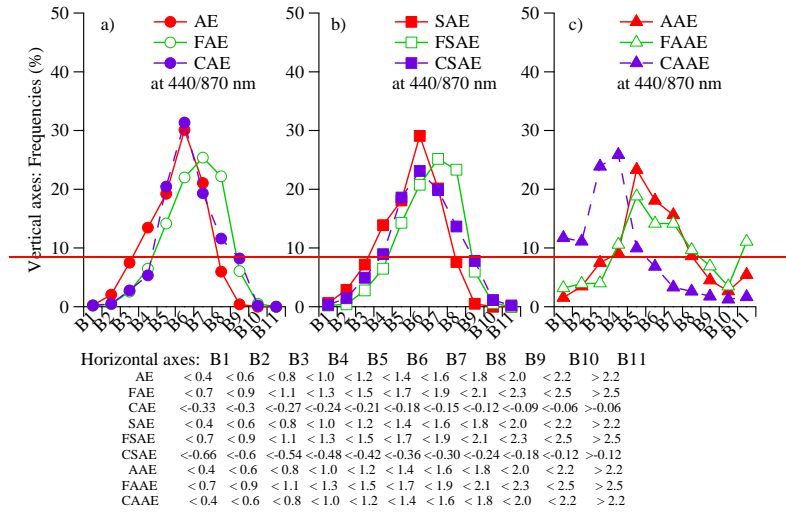 50
40
30
20
10
0
Vertical axes: Frequencies (%)
a)
AE
FAE
CAE
at 440/870 nm
B1 B2 B3 B4 B5 B6 B7 B8 B9 B10 B11
50
40
30
20
10
0
b)
SAE
FSAE
CSAE
at 440/870 nm
B1 B2 B3 B4 B5 B6 B7 B8 B9 B10 B11
50
40
30
20
10
0
c)
AAE
FAAE
CAAE
at 440/870 nm
B1 B2 B3 B4 B5 B6 B7 B8 B9 B10 B11
Horizontal axes: B1 B2 B3 B4 B5 B6 B7 B8 B9 B10 B11
AE < 0.4 < 0.6 < 0.8 < 1.0 < 1.2 < 1.4 < 1.6 < 1.8 < 2.0 < 2.2 > 2.2
FAE < 0.7 < 0.9 < 1.1 < 1.3 < 1.5 < 1.7 < 1.9 < 2.1 < 2.3 < 2.5 > 2.5
CAE <-0.33 <-0.3 <-0.27 <-0.24 <-0.21 <-0.18 <-0.15 <-0.12 <-0.09 <-0.06 >-0.06
SAE < 0.4 < 0.6 < 0.8 < 1.0 < 1.2 < 1.4 < 1.6 < 1.8 < 2.0 < 2.2 > 2.2
FSAE < 0.7 < 0.9 < 1.1 < 1.3 < 1.5 < 1.7 < 1.9 < 2.1 < 2.3 < 2.5 > 2.5
CSAE <-0.66 <-0.6 <-0.54 <-0.48 <-0.42 <-0.36 <-0.30 <-0.24 <-0.18 <-0.12 >-0.12
AAE < 0.4 < 0.6 < 0.8 < 1.0 < 1.2 < 1.4 < 1.6 < 1.8 < 2.0 < 2.2 > 2.2
FAAE < 0.7 < 0.9 < 1.1 < 1.3 < 1.5 < 1.7 < 1.9 < 2.1 < 2.3 < 2.5 > 2.5
CAAE < 0.4 < 0.6 < 0.8 < 1.0 < 1.2 < 1.4 < 1.6 < 1.8 < 2.0 < 2.2 > 2.2